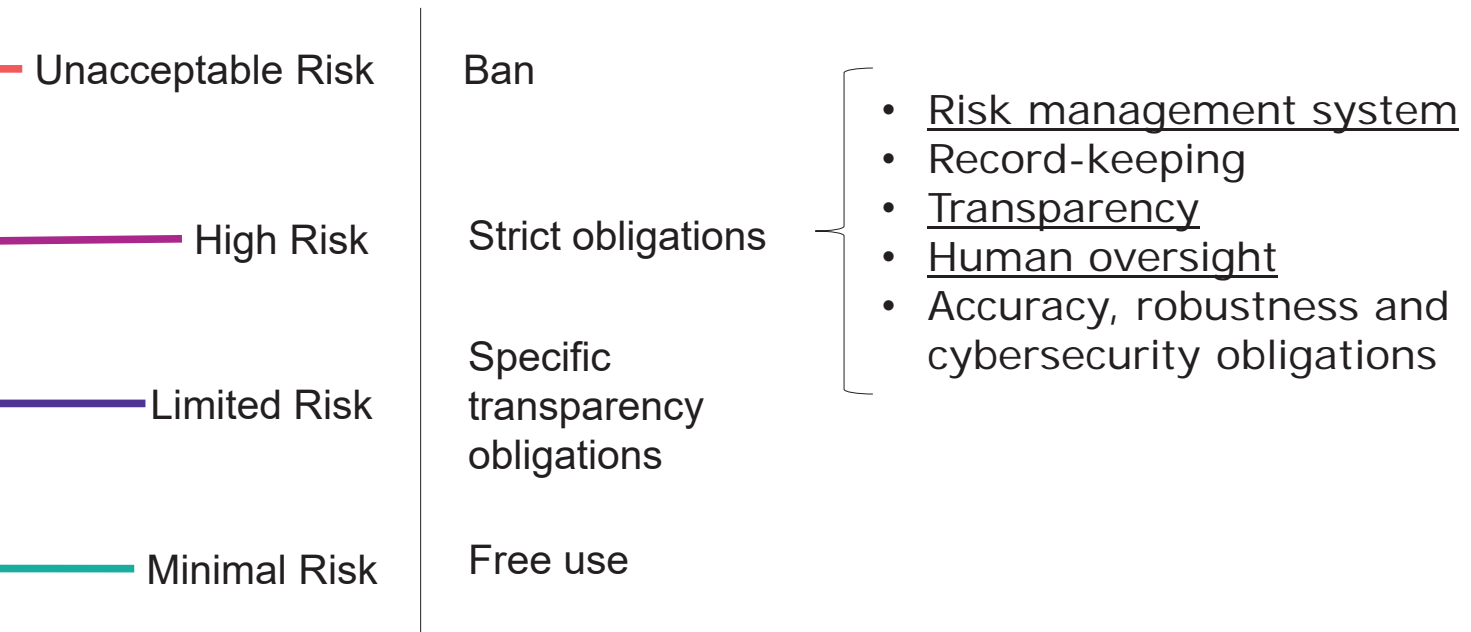 Unacceptable Risk
Ban
• Risk management system
• Record-keeping
• Transparency
• Human oversight
• Accuracy, robustness and
cybersecurity obligations
High Risk
Strict obligations
Limited Risk
Specific
transparency
obligations
Minimal Risk
Free use